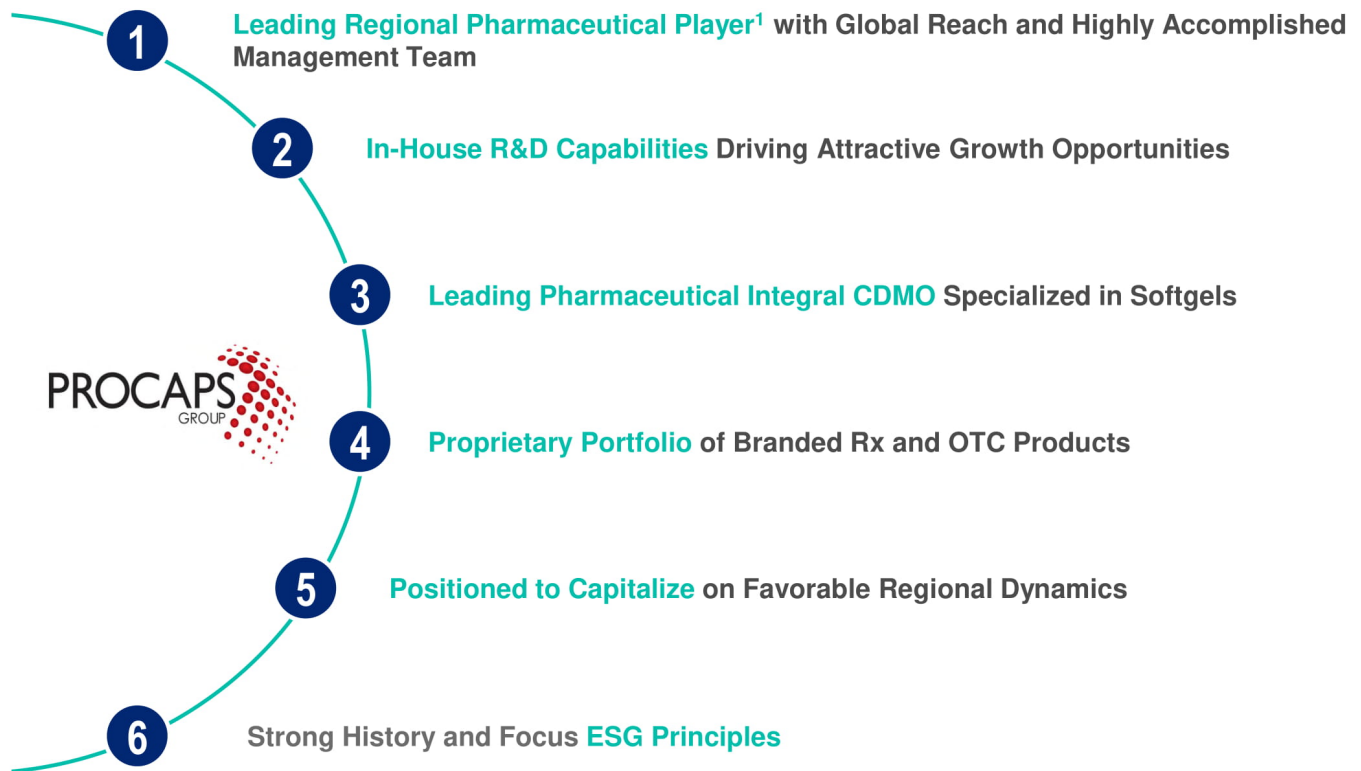 1
Leading Regional Pharmaceutical Player¹ with Global Reach and Highly Accomplished
Management Team
2
In-House R&D Capabilities Driving Attractive Growth Opportunities
3
Leading Pharmaceutical Integral CDMO Specialized in Softgels
PROCAPS
GROUP
4
Proprietary Portfolio of Branded Rx and OTC Products
5
Positioned to Capitalize on Favorable Regional Dynamics
6
Strong History and Focus ESG Principles